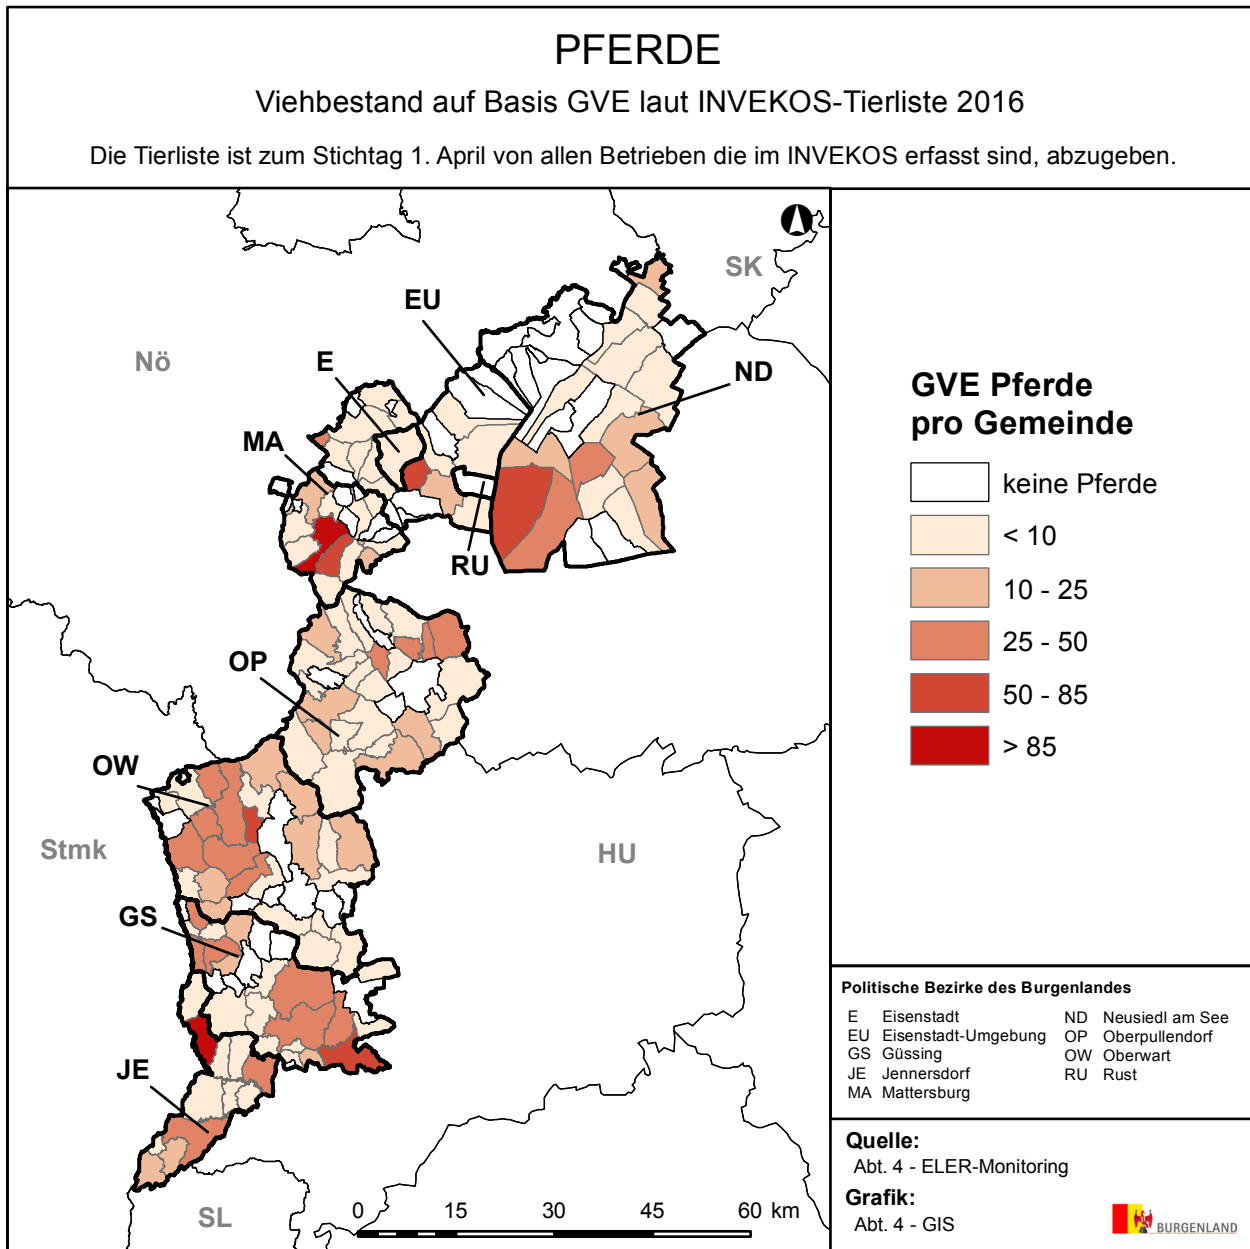 PFERDE
Viehbestand auf Basis GVE laut INVEKOS-Tierliste 2016
Die Tierliste ist zum Stichtag 1. April von allen Betrieben die im INVEKOS erfasst sind, abzugeben.
SK
EU
Nö
E
ND
MA
RU
OP
OW
Stmk
HU
GS
JE
SL
0 15 30 45 60 km
GVE Pferde
pro Gemeinde
keine Pferde
< 10
10 - 25
25 - 50
50 - 85
> 85
Politische Bezirke des Burgenlandes
E Eisenstadt
EU Eisenstadt-Umgebung
GS Güssing
JE Jennersdorf
MA Mattersburg
ND Neusiedl am See
OP Oberpullendorf
OW Oberwart
RU Rust
Quelle:
Abt. 4 - ELER-Monitoring
Grafik:
Abt. 4 - GIS
BURGENLAND